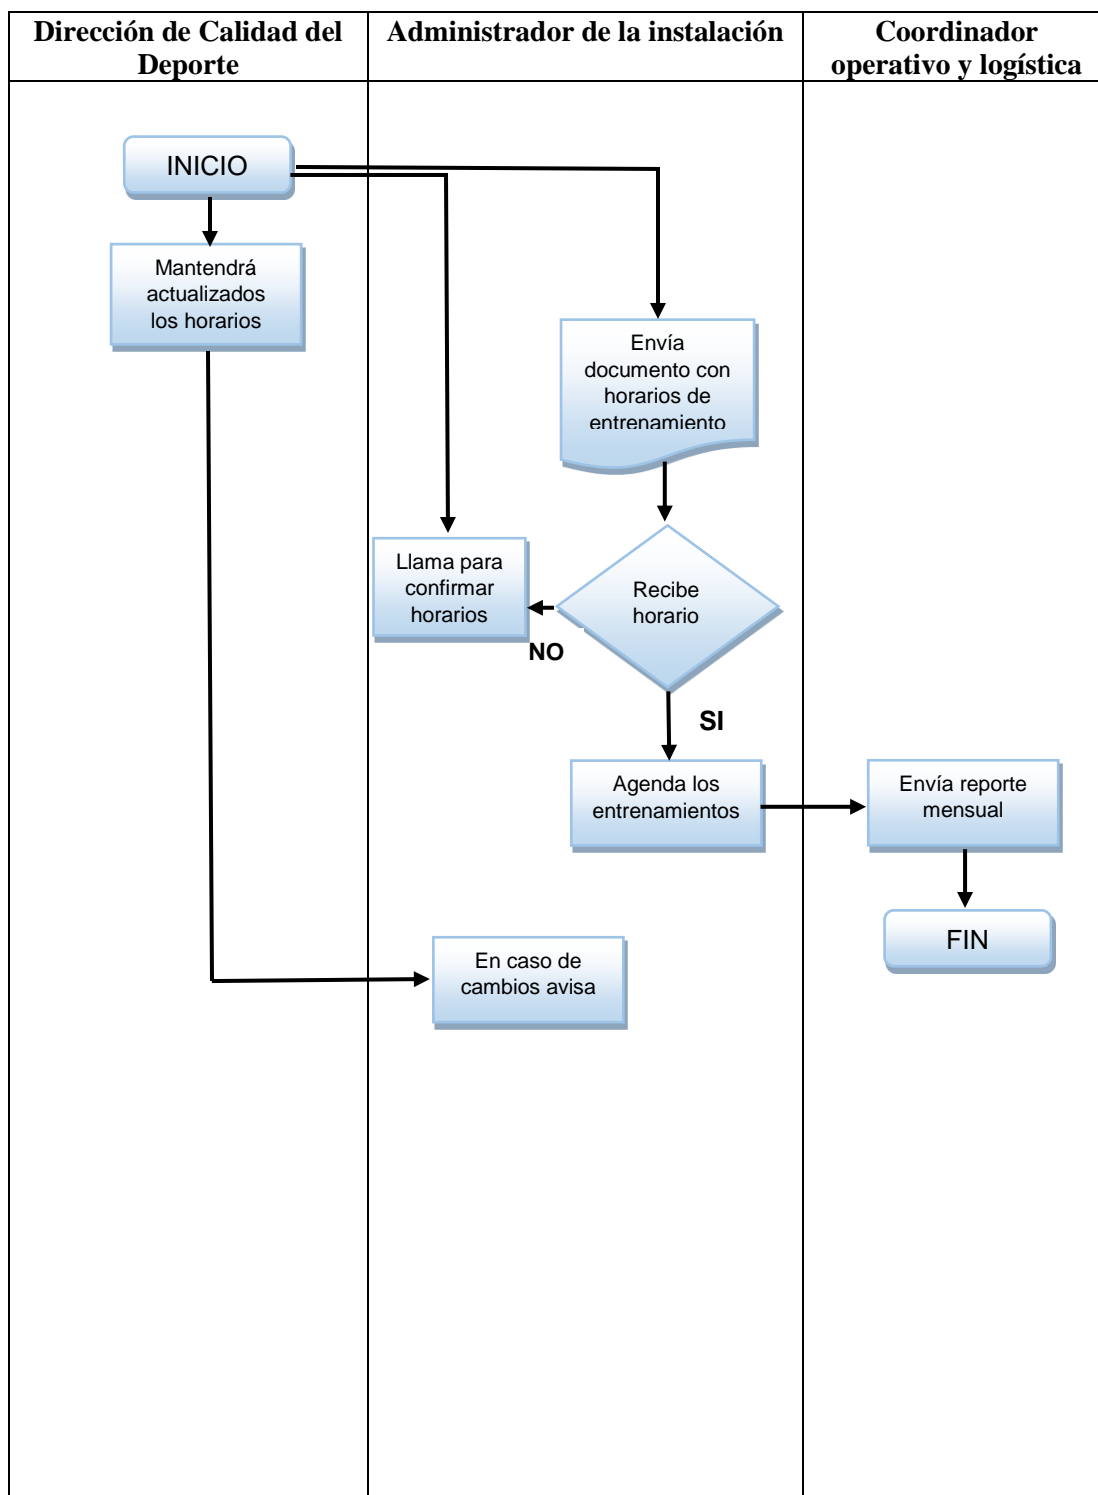 Dirección de Calidad del
Deporte
Administrador de la instalación
Coordinador
operativo y logística
INICIO
Mantendrá
actualizados
los horarios
Envía
documento con
horarios de
entrenamiento
Llama para
confirmar
horarios
Recibe
horario
NO
SI
Agenda los
entrenamientos
Envía reporte
mensual
FIN
En caso de
cambios avisa